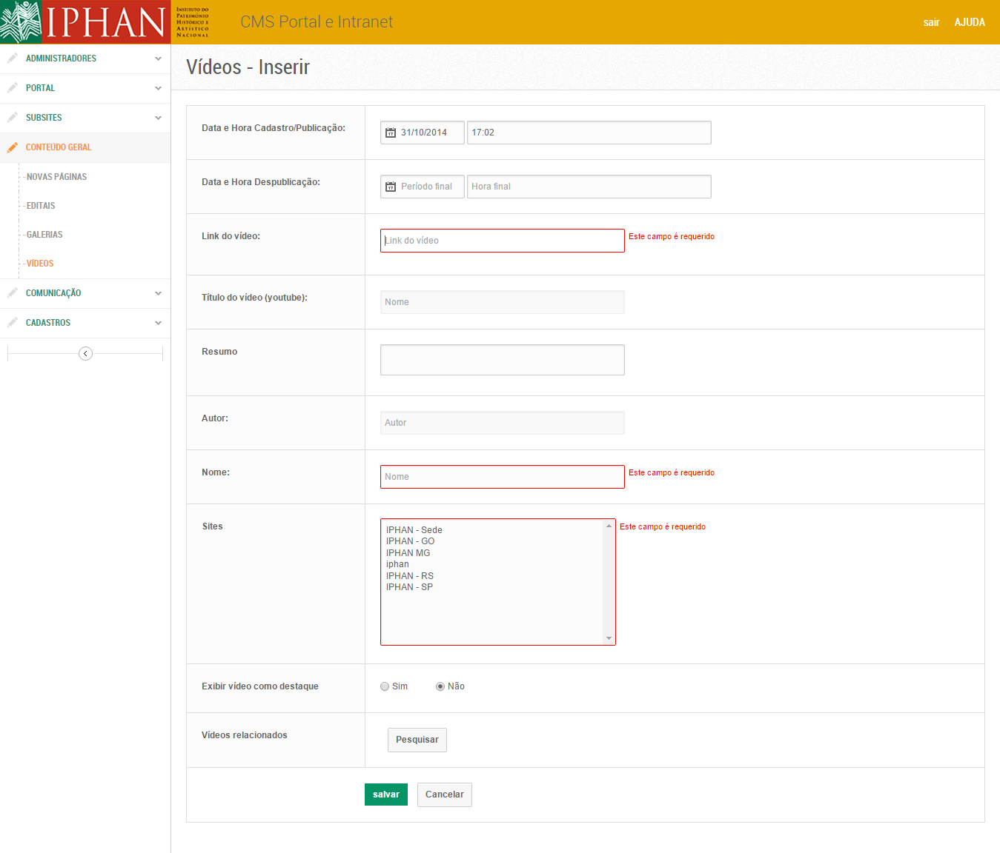 IPHAN
INSTITUTO DO
PATRIMÔNIO
HISTÓRICO E
ARTÍSTICO
NACIONAL
CMS Portal e Intranet
sair AJUDA
ADMINISTRADORES
PORTAL
SUBSITES
CONTEÚDO GERAL
NOVAS PÁGINAS
EDITAIS
GALERIAS
VÍDEOS
COMUNICAÇÃO
CADASTROS
Vídeos - Inserir
Data e Hora Cadastro/Publicação: 17 31/10/2014 17:02
Data e Hora Despublicação: 17 Período final Hora final
Link do vídeo: Link do vídeo Este campo é requerido
Título do vídeo (youtube): Nome
Resumo
Autor: Autor
Nome: Nome Este campo é requerido
Sites Este campo é requerido
IPHAN - Sede
IPHAN - GO
IPHAN MG
iphan
IPHAN - RS
IPHAN - SP
Exibir vídeo como destaque Sim Não
Vídeos relacionados Pesquisar
salvar Cancelar